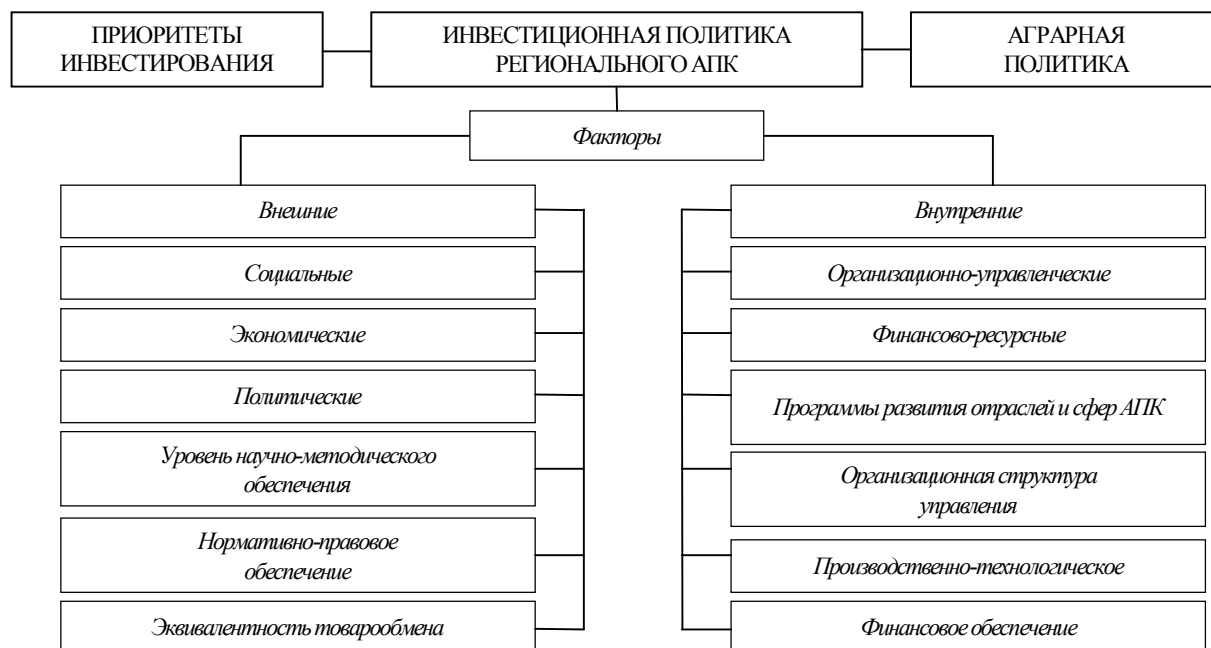 ПРИОРИТЕТЫ
ИНВЕСТИРОВАНИЯ
ИНВЕСТИЦИОННАЯ ПОЛИТИКА
РЕГИОНАЛЬНОГО АПК
АГРАРНАЯ
ПОЛИТИКА
Факторы
Внешние
Социальные
Экономические
Политические
Уровень научно-методического
обеспечения
Нормативно-правовое
обеспечение
Эквивалентность товарообмена
Внутренние
Организационно-управленческие
Финансово-ресурсные
Программы развития отраслей и сфер АПК
Организационная структура
управления
Производственно-технологическое
Финансовое обеспечение